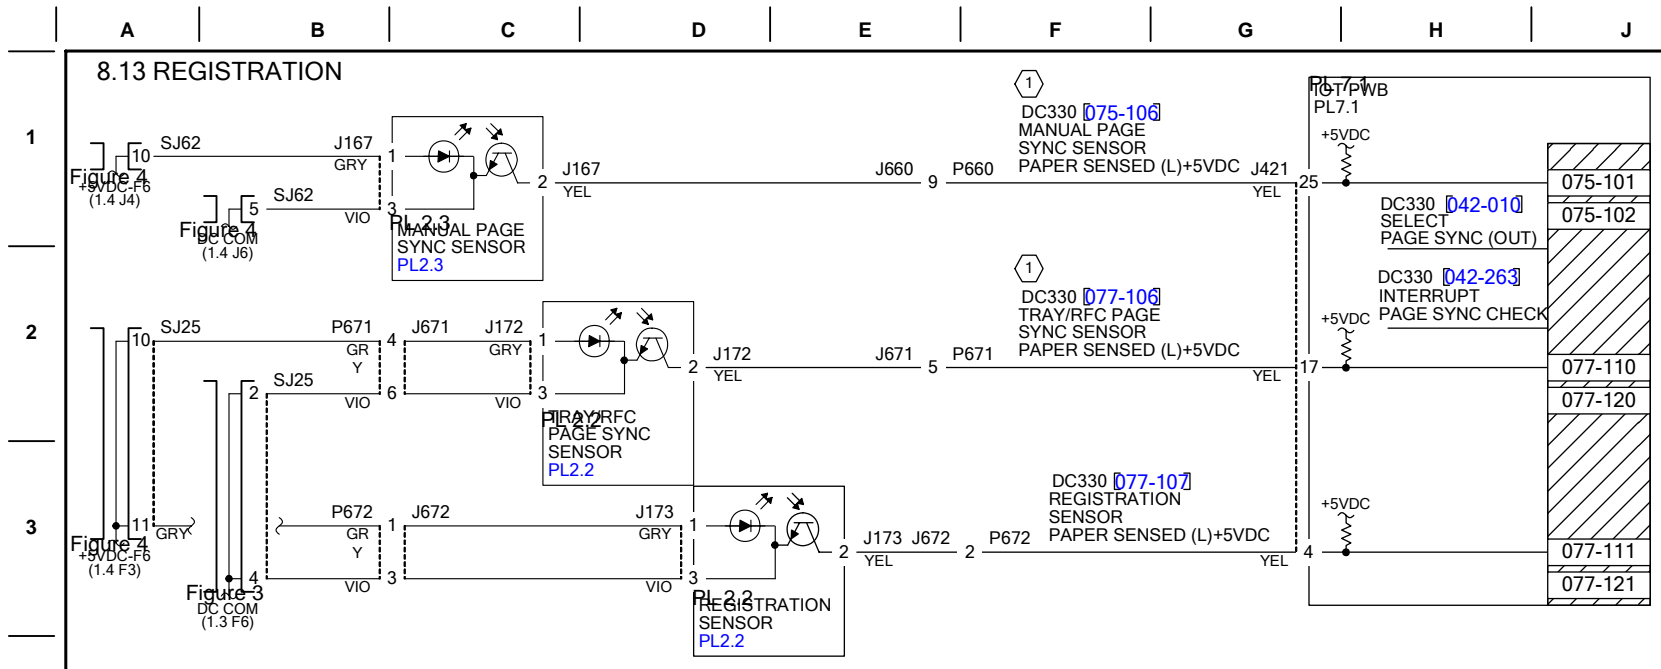 A B C D E F G H J
8.13 REGISTRATION
1
2
3
10
SJ62
J167
GRY
1
Figure 4
+5VDC-F6
(1.4 J4)
5
SJ62
VIO
3
Figure 4
DC COM
(1.4 J6)
PL 2.3
MANUAL PAGE
SYNC SENSOR
PL2.3
2
J167
YEL
J660
9
P660
1
DC330 [075-106]
MANUAL PAGE
SYNC SENSOR
PAPER SENSED (L)+5VDC
J421
YEL
25
PL 7.1
IOT PWB
PL7.1
+5VDC
075-101
075-102
DC330 [042-010]
SELECT
PAGE SYNC (OUT)
DC330 [042-263]
INTERRUPT
PAGE SYNC CHECK
10
SJ25
P671
GR
Y
4
J671
J172
GRY
1
2
SJ25
VIO
6
VIO
3
PL 2.2
TRAY/RFC
PAGE SYNC
SENSOR
PL2.2
2
J172
YEL
J671
5
P671
1
DC330 [077-106]
TRAY/RFC PAGE
SYNC SENSOR
PAPER SENSED (L)+5VDC
YEL
17
+5VDC
077-110
077-120
11
GRY
Figure 4
+5VDC-F6
(1.4 F3)
P672
GR
Y
1
J672
J173
GRY
1
4
VIO
3
VIO
3
Figure 3
DC COM
(1.3 F6)
PL 2.2
REGISTRATION
SENSOR
PL2.2
2
J173
YEL
J672
2
P672
DC330 [077-107]
REGISTRATION
SENSOR
PAPER SENSED (L)+5VDC
YEL
4
+5VDC
077-111
077-121